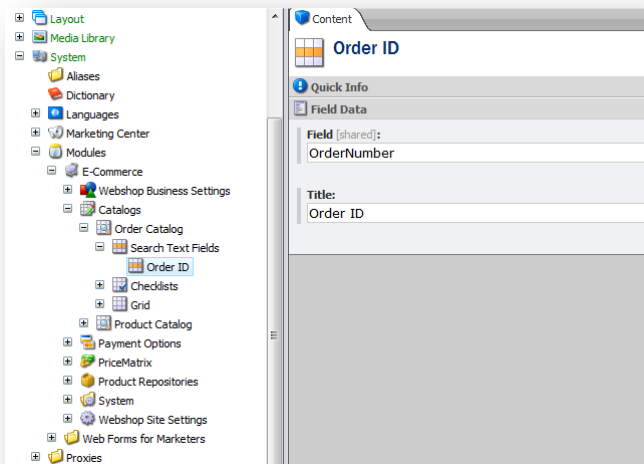 Layout
Media Library
System
Aliases
Dictionary
Languages
Marketing Center
Modules
E-Commerce
Webshop Business Settings
Catalogs
Order Catalog
Search Text Fields
Order ID
Checklists
Grid
Product Catalog
Payment Options
PriceMatrix
Product Repositories
System
Webshop Site Settings
Web Forms for Marketers
Proxies
Content
Order ID
Quick Info
Field Data
Field [shared]:
OrderNumber
Title:
Order ID